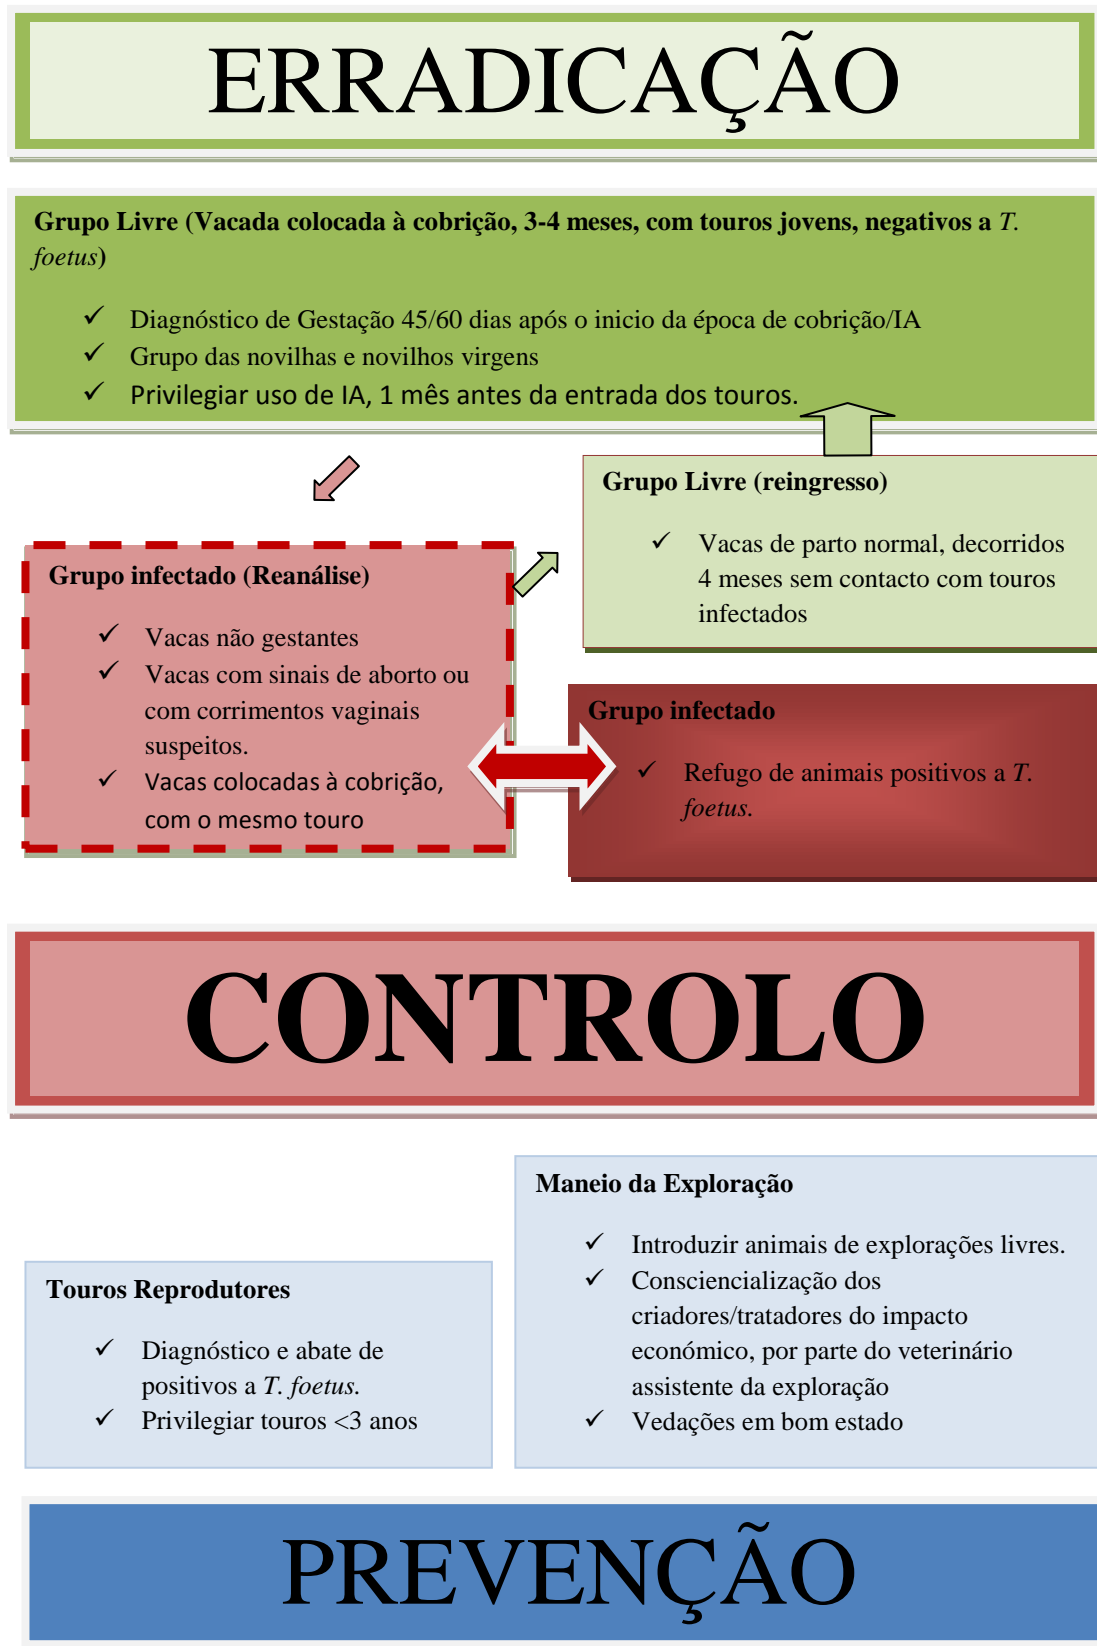 ERRADICAÇÃO
Grupo Livre (Vacada colocada à cobrição, 3-4 meses, com touros jovens, negativos a T.
foetus)
✓ Diagnóstico de Gestação 45/60 dias após o inicio da época de cobrição/IA
✓ Grupo das novilhas e novilhos virgens
✓ Privilegiar uso de IA, 1 mês antes da entrada dos touros.
Grupo Livre (reingresso)
✓ Vacas de parto normal, decorridos
4 meses sem contacto com touros
infectados
Grupo infectado (Reanálise)
✓ Vacas não gestantes
✓ Vacas com sinais de aborto ou
com corrimentos vaginais
suspeitos.
✓ Vacas colocadas à cobrição,
com o mesmo touro
Grupo infectado
✓ Refugo de animais positivos a T.
foetus.
CONTROLO
Maneio da Exploração
✓ Introduzir animais de explorações livres.
✓ Consciencialização dos
criadores/tratadores do impacto
económico, por parte do veterinário
assistente da exploração
✓ Vedações em bom estado
Touros Reprodutores
✓ Diagnóstico e abate de
positivos a T. foetus.
✓ Privilegiar touros <3 anos
PREVENÇÃO